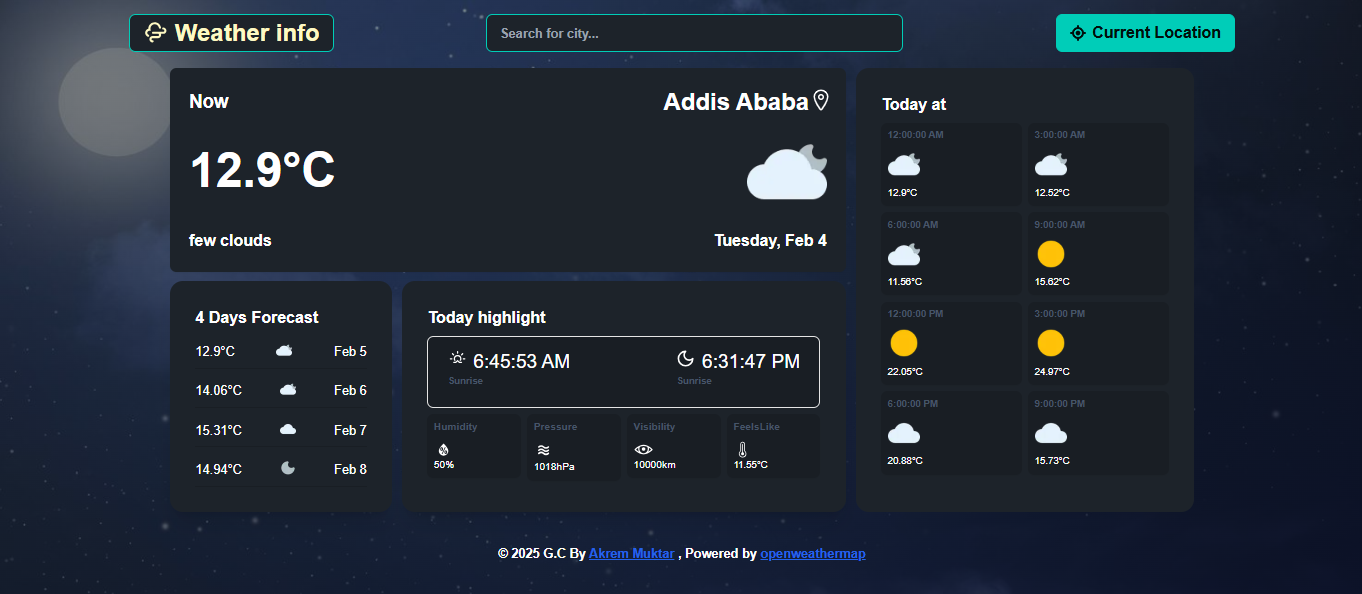 Weather info
Search for city...
Current Location
Now
Addis Ababa
12.9°C
few clouds
Tuesday, Feb 4
4 Days Forecast
12.9°C Feb 5
14.06°C Feb 6
15.31°C Feb 7
14.94°C Feb 8
Today highlight
6:45:53 AM
Sunrise
6:31:47 PM
Sunrise
Humidity
50%
Pressure
1018hPa
Visibility
10000km
FeelsLike
11.55°C
Today at
12:00:00 AM
12.9°C
3:00:00 AM
12.52°C
6:00:00 AM
11.56°C
9:00:00 AM
15.62°C
12:00:00 PM
22.05°C
3:00:00 PM
24.97°C
6:00:00 PM
20.88°C
9:00:00 PM
15.73°C
© 2025 G.C By Akrem Muktar , Powered by openweathermap